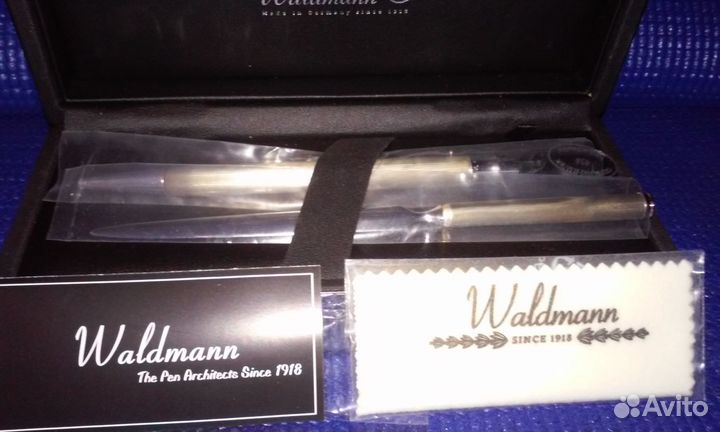 Waldmann
Made in Germany since 1918
Waldmann
The Pen Architects Since 1918
Waldmann
SINCE 1918
Avito